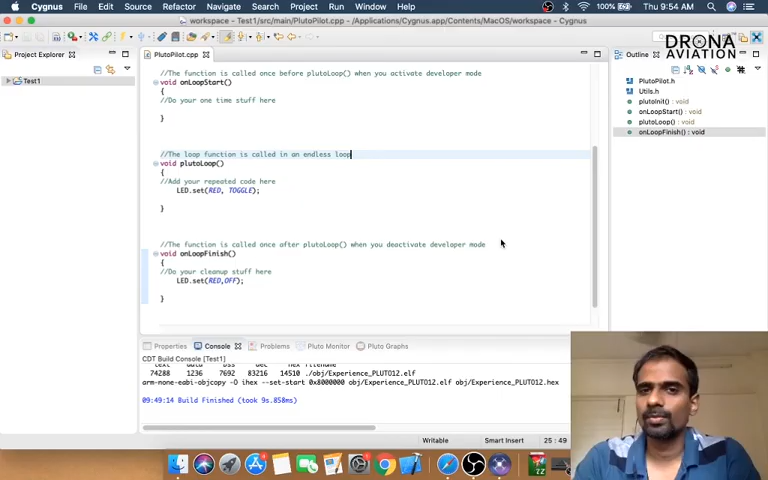 Cygnus File Edit Source Refactor Navigate Search Project Run Window Help 100% Thu 9:54 AM
workspace - Test1/src/main/PlutoPilot.cpp - /Applications/Cygnus.app/Contents/MacOS/workspace - Cygnus
DRONA
AVIATION
Project Explorer
PlutoPilot.cpp
Outline
Test1
//The function is called once before plutoLoop() when you activate developer mode
void onLoopStart()
{
//Do your one time stuff here
}
//The loop function is called in an endless loop
void plutoLoop()
{
//Add your repeated code here
LED.set(RED, TOGGLE);
}
//The function is called once after plutoLoop() when you deactivate developer mode
void onLoopFinish()
{
//Do your cleanup stuff here
LED.set(RED,OFF);
}
PlutoPilot.h
Utils.h
plutoInit() : void
onLoopStart() : void
plutoLoop() : void
onLoopFinish() : void
Properties Console Problems Pluto Monitor Pluto Graphs
CDT Build Console [Test1]
text data bss dec hex filename
74288 1236 7692 83216 14510 ./obj/Experience_PLUTO12.elf
arm-none-eabi-objcopy -O ihex --set-start 0x8000000 obj/Experience_PLUTO12.elf obj/Experience_PLUTO12.hex
09:49:14 Build Finished (took 9s.858ms)
Writable Smart Insert 25 : 49